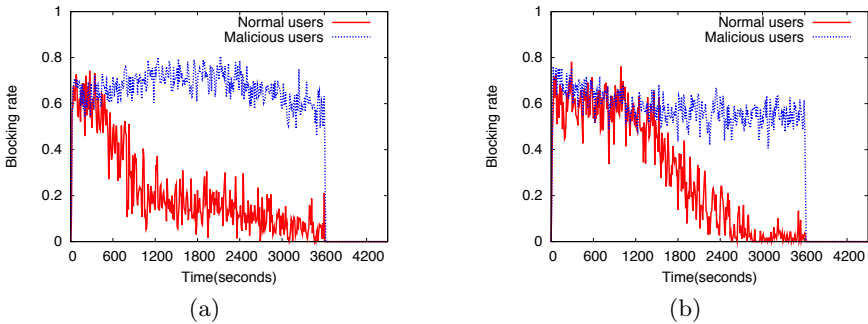 Normal users
Malicious users
Blocking rate
1
0.8
0.6
0.4
0.2
0
0 600 1200 1800 2400 3000 3600 4200
Time(seconds)
(a)
Normal users
Malicious users
Blocking rate
1
0.8
0.6
0.4
0.2
0
0 600 1200 1800 2400 3000 3600 4200
Time(seconds)
(b)